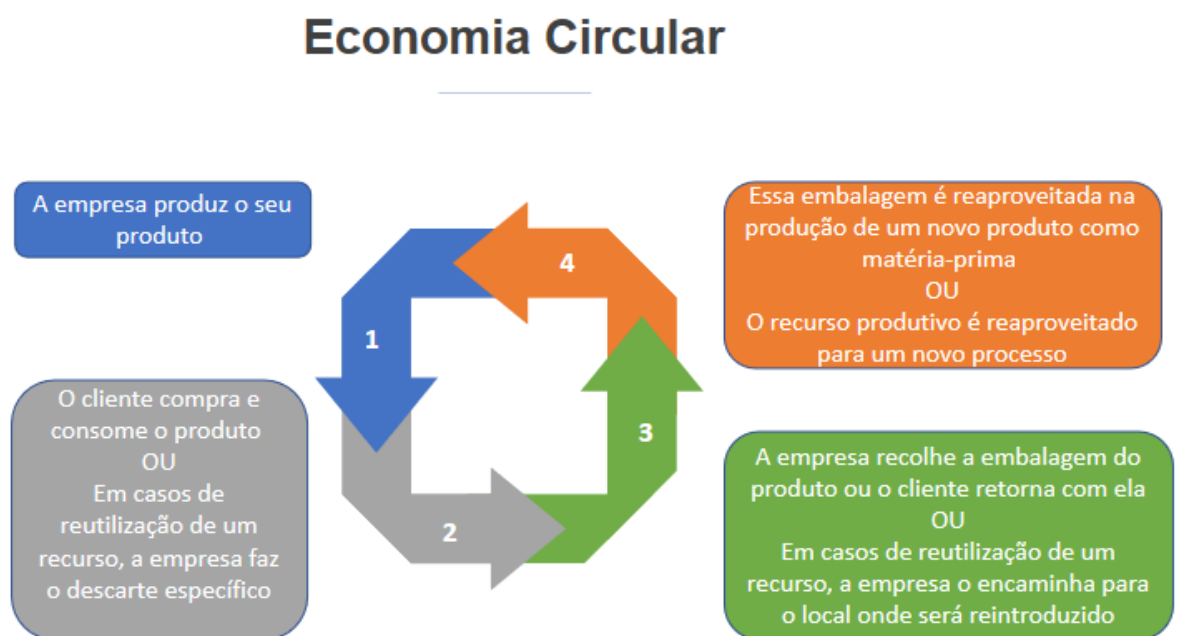 Economia Circular
A empresa produz o seu
produto
1
O cliente compra e
consome o produto
OU
Em casos de
reutilização de um
recurso, a empresa faz
o descarte específico
2
A empresa recolhe a embalagem do
produto ou o cliente retorna com ela
OU
Em casos de reutilização de um
recurso, a empresa o encaminha para
o local onde será reintroduzido
3
Essa embalagem é reaproveitada na
produção de um novo produto como
matéria-prima
OU
O recurso produtivo é reaproveitado
para um novo processo
4